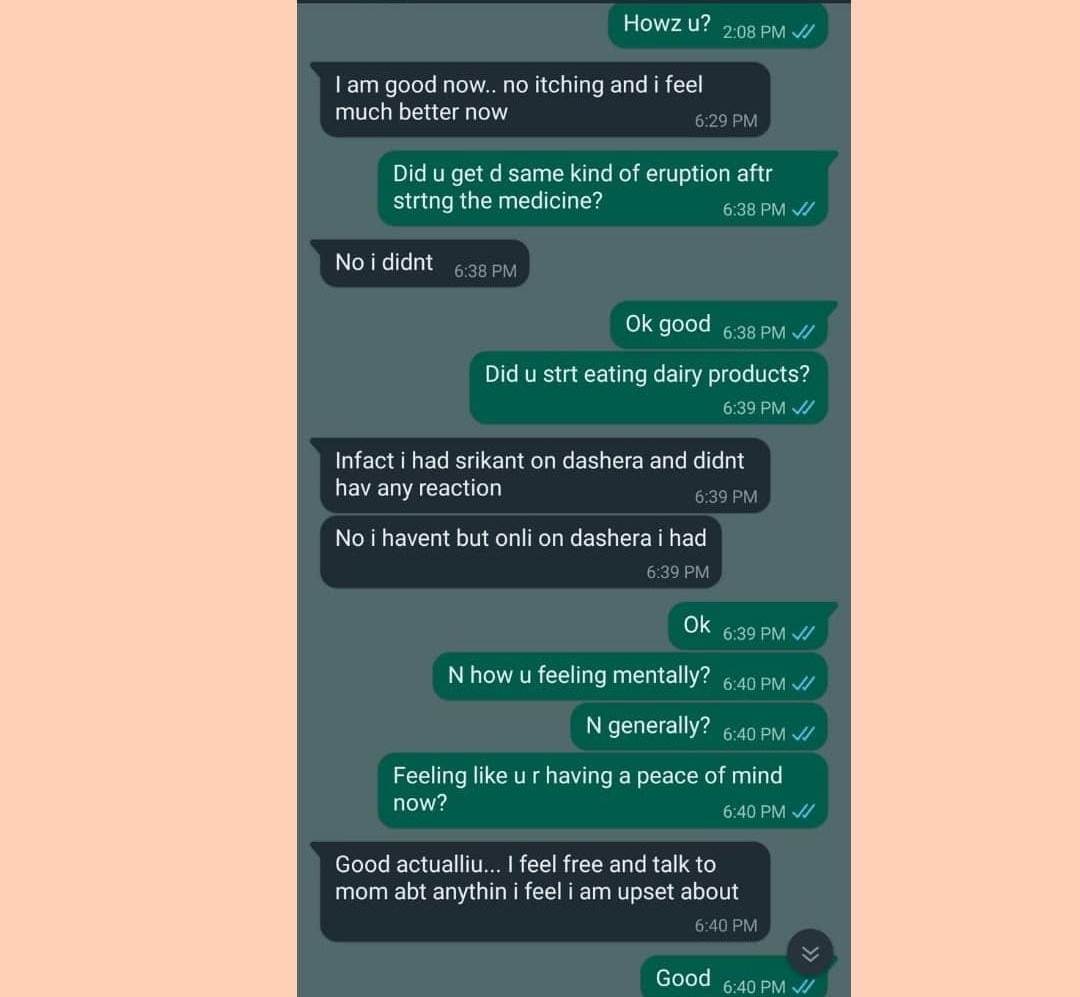 Howz u? 2:08 PM
I am good now.. no itching and i feel
much better now 6:29 PM
Did u get d same kind of eruption aftr
strtng the medicine? 6:38 PM
No i didnt 6:38 PM
Ok good 6:38 PM
Did u strt eating dairy products?
6:39 PM
Infact i had srikant on dashera and didnt
hav any reaction 6:39 PM
No i havent but onli on dashera i had
6:39 PM
Ok 6:39 PM
N how u feeling mentally? 6:40 PM
N generally? 6:40 PM
Feeling like u r having a peace of mind
now? 6:40 PM
Good actualliu... I feel free and talk to
mom abt anythin i feel i am upset about
6:40 PM
Good 6:40 PM